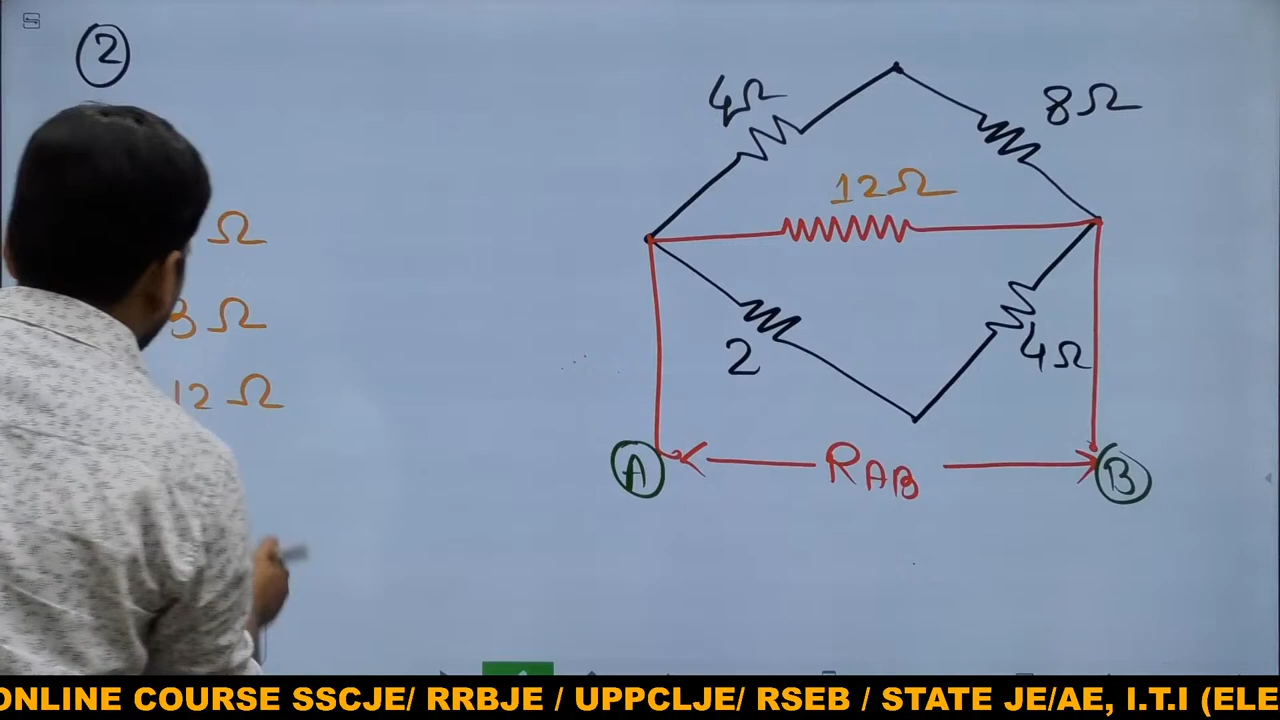 2
4Ω
8Ω
12Ω
Ω
3 Ω
12 Ω
2
4Ω
A
RAB
B
ONLINE COURSE SSCJE/ RRBJE / UPPCLJE/ RSEB / STATE JE/AE, I.T.I (ELE